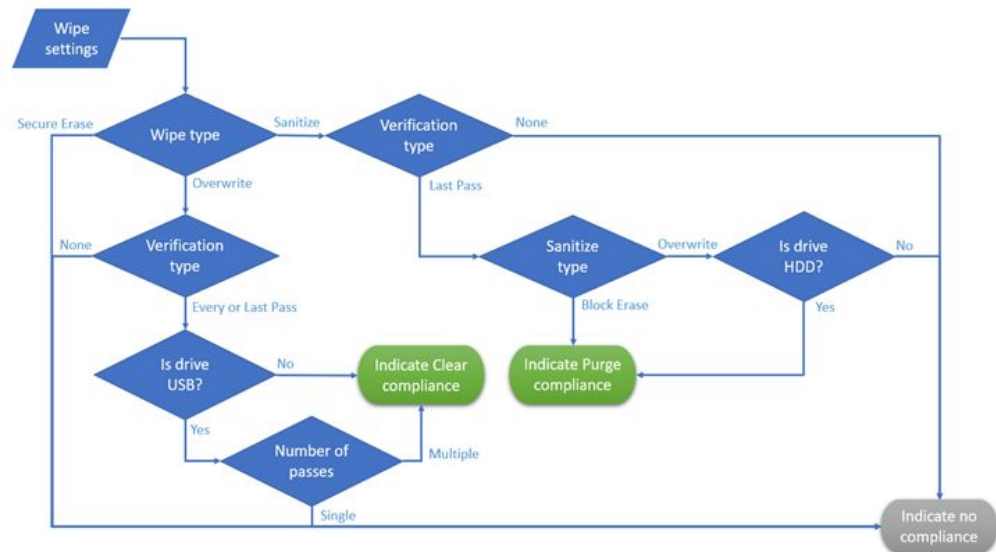 Wipe
settings
Secure Erase
Wipe type
Sanitize
Verification
type
None
Overwrite
Last Pass
None
Verification
type
Sanitize
type
Overwrite
Is drive
HDD?
No
Every or Last Pass
Block Erase
Yes
Is drive
USB?
No
Indicate Clear
compliance
Indicate Purge
compliance
Yes
Number of
passes
Multiple
Single
Indicate no
compliance